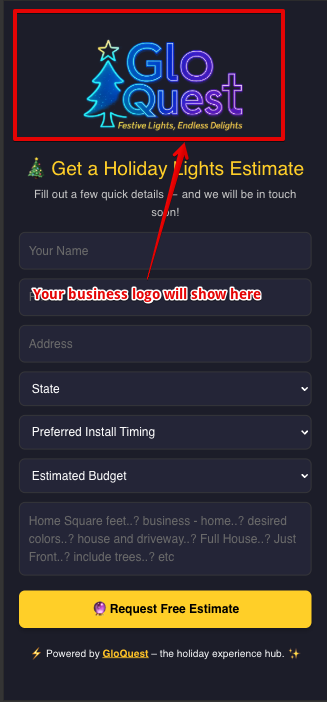 Glo
Quest
Festive Lights, Endless Delights
🎄 Get a Holiday Lights Estimate
Fill out a few quick details — and we will be in touch
soon!
Your Name
Your business logo will show here
Address
State
Preferred Install Timing
Estimated Budget
Home Square feet..? business - home..? desired
colors..? house and driveway..? Full House..? Just
Front..? include trees..? etc
🔮 Request Free Estimate
⚡ Powered by GloQuest – the holiday experience hub. ✨